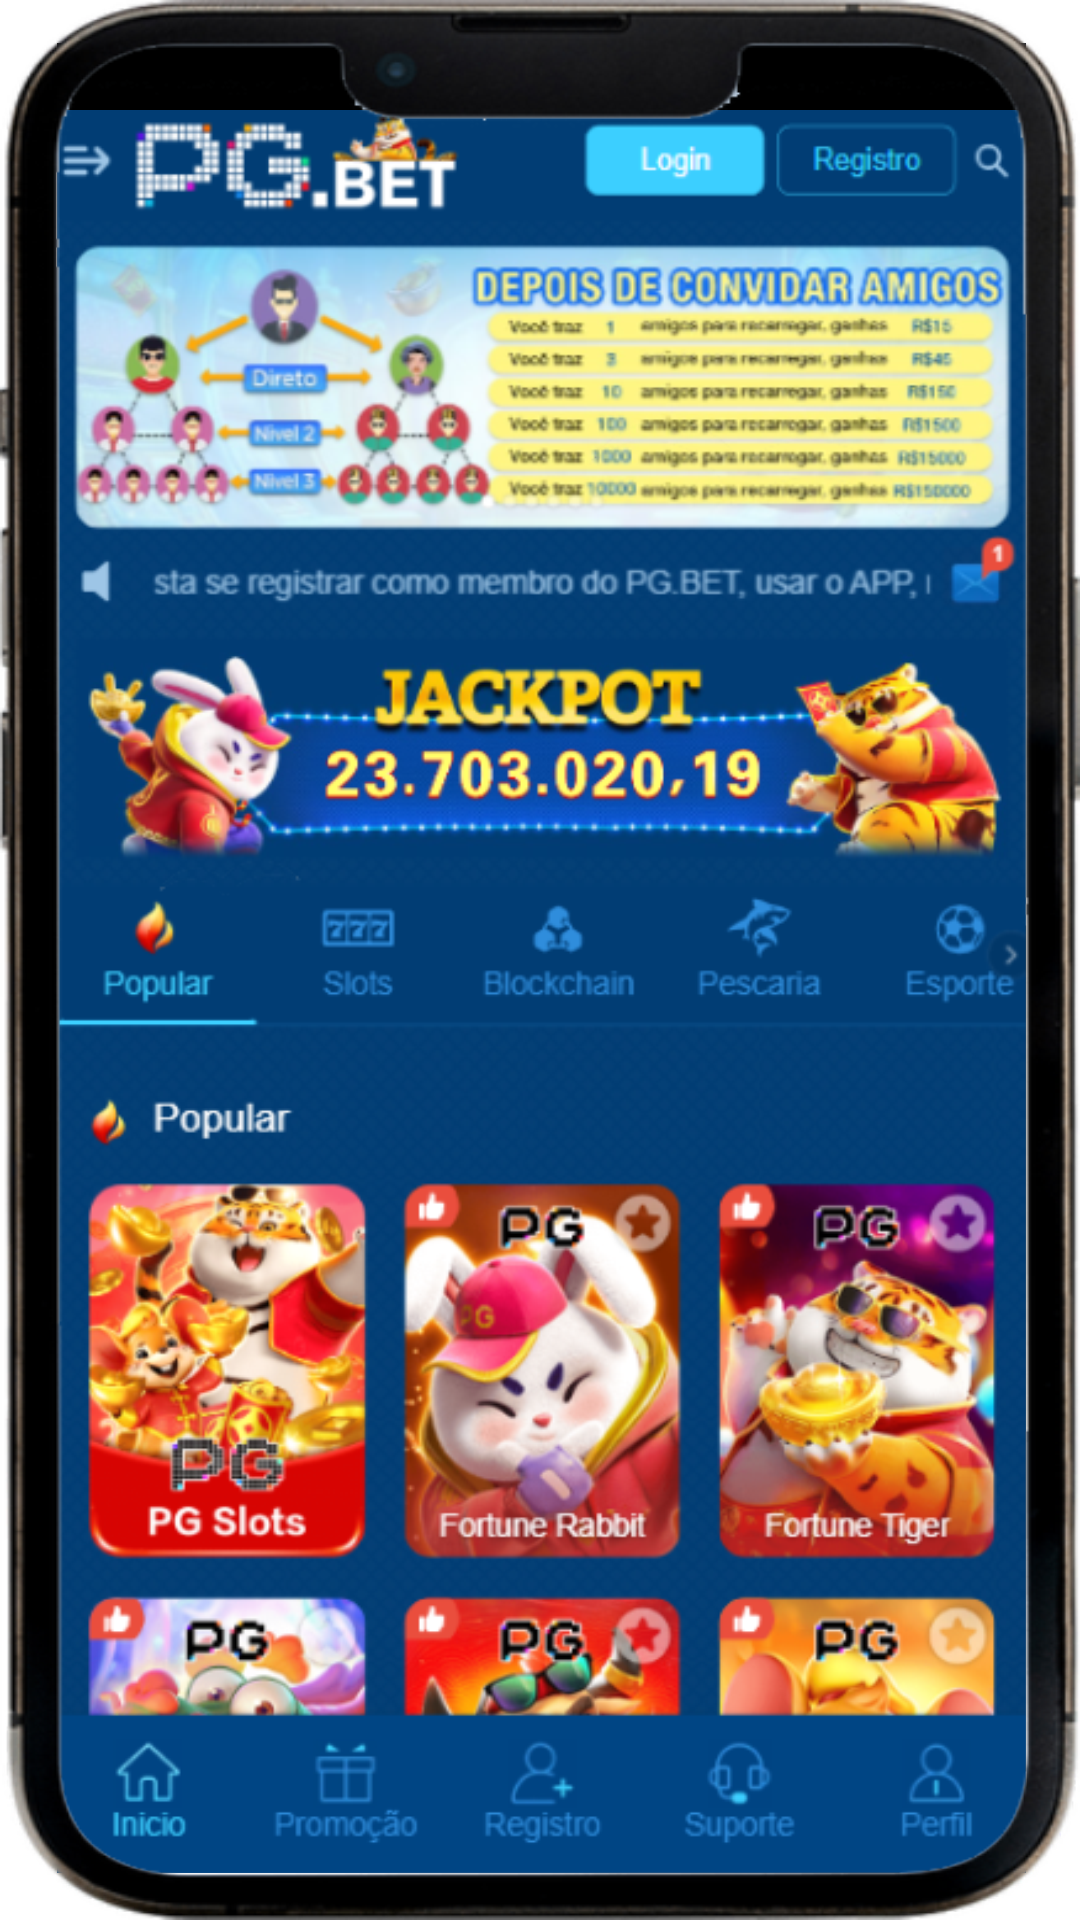 PG.BET
Login
Registro
DEPOIS DE CONVIDAR AMIGOS
Você traz 1 amigos para recarregar, ganhas R$15
Você traz 3 amigos para recarregar, ganhas R$45
Direto
Você traz 10 amigos para recarregar, ganhas R$150
Você traz 100 amigos para recarregar, ganhas R$1500
Nivel 2
Você traz 1000 amigos para recarregar, ganhas R$15000
Nivel 3
Você traz 10000 amigos para recarregar, ganhas R$150000
sta se registrar como membro do PG.BET, usar o APP,
1
JACKPOT
23.703.020,19
777
Popular
Slots
Blockchain
Pescaria
Esporte
Popular
PG
PG Slots
PG
PG
Fortune Rabbit
PG
Fortune Tiger
PG
PG
PG
Inicio
Promoção
Registro
Suporte
Perfil